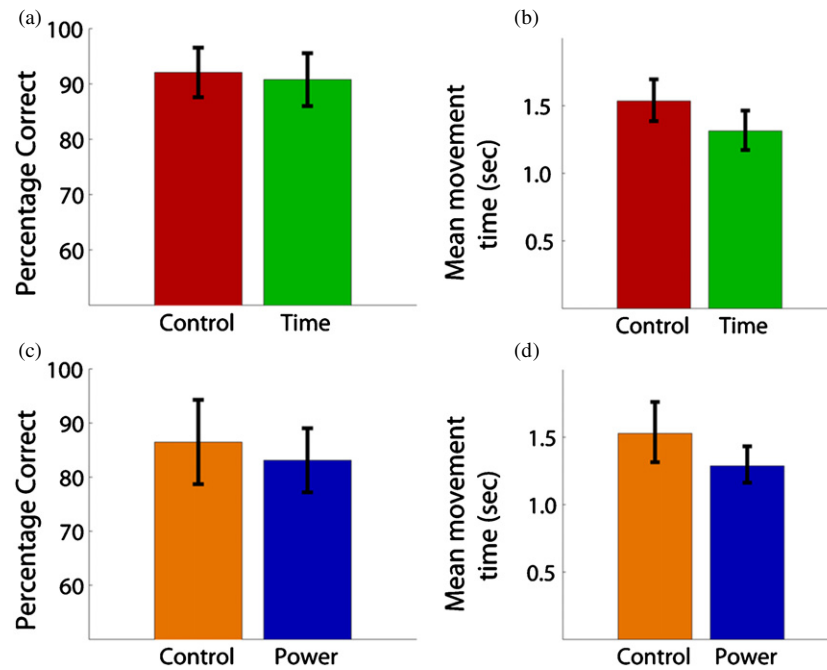 (a)
Percentage Correct
100
90
80
70
60
Control Time
(b)
Mean movement
time (sec)
1.5
1.0
0.5
Control Time
(c)
Percentage Correct
100
90
80
70
60
Control Power
(d)
Mean movement
time (sec)
1.5
1.0
0.5
Control Power